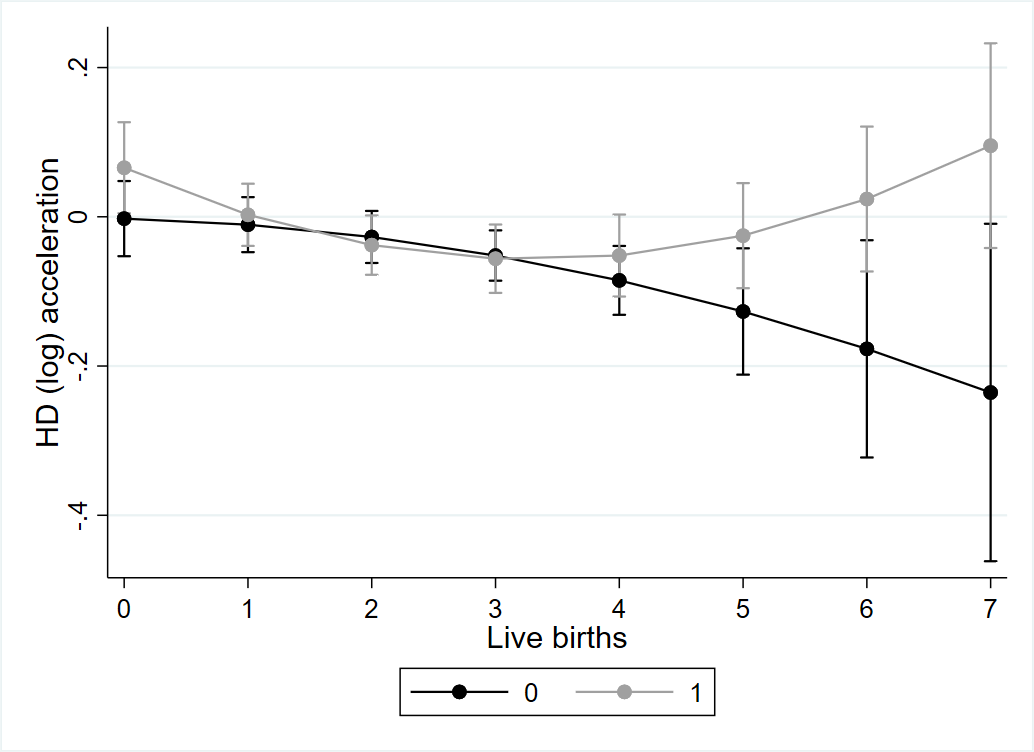 HD (log) acceleration
.2
0
-.2
-.4
0 1 2 3 4 5 6 7
Live births
0 1